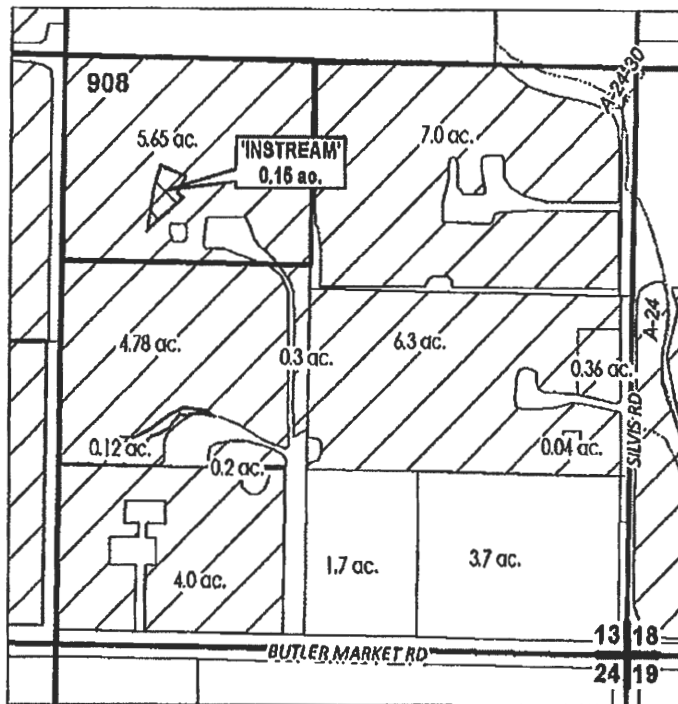 908
A-24-30
5.65 ac.
'INSTREAM'
0.16 ac.
7.0 ac.
4.78 ac.
0.3 ac.
6.3 ac.
A-24
0.36 ac.
SILVIS RD
0.12 ac.
0.2 ac.
0.04 ac.
4.0 ac.
1.7 ac.
3.7 ac.
13 18
BUTLER MARKET RD
24 19